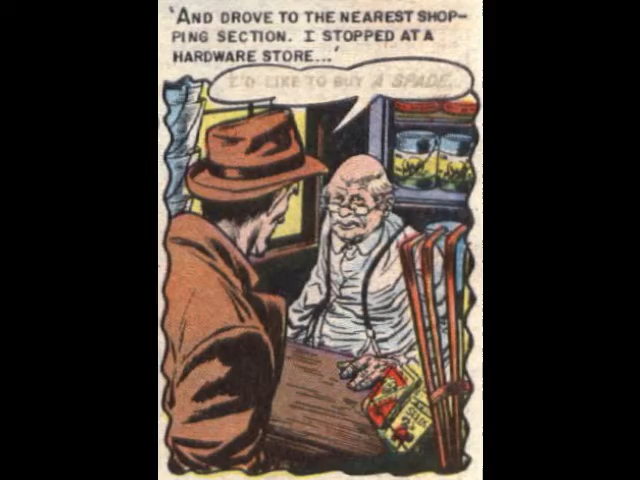 'AND DROVE TO THE NEAREST SHOP-
PING SECTION. I STOPPED AT A
HARDWARE STORE...'
I'D LIKE TO BUY A SPADE.